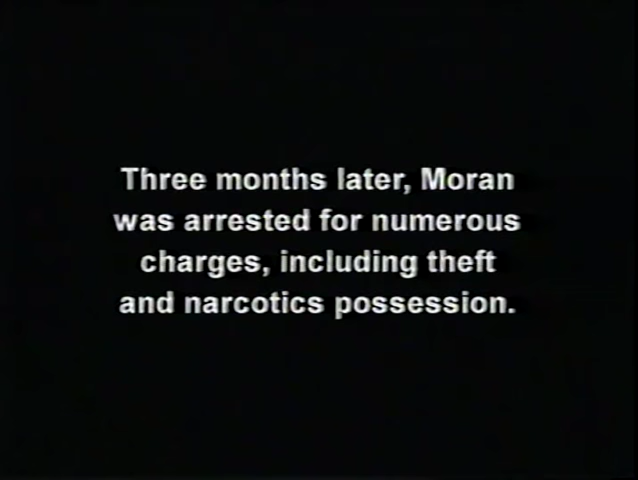 Three months later, Moran
was arrested for numerous
charges, including theft
and narcotics possession.